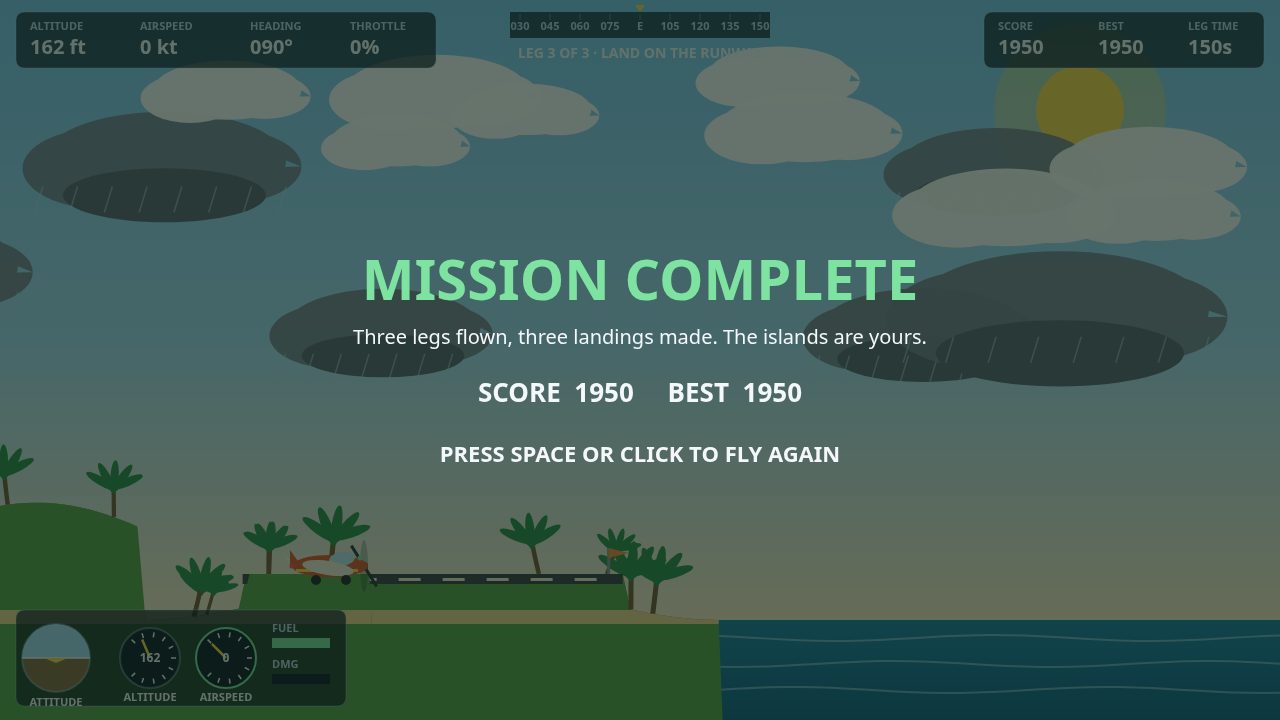 ALTITUDE AIRSPEED HEADING THROTTLE
162 ft 0 kt 090° 0%
030 045 060 075 E 105 120 135 150
LEG 3 OF 3 · LAND ON THE RUNWAY
SCORE BEST LEG TIME
1950 1950 150s
MISSION COMPLETE
Three legs flown, three landings made. The islands are yours.
SCORE 1950 BEST 1950
PRESS SPACE OR CLICK TO FLY AGAIN
FUEL
DMG
162 0
ATTITUDE ALTITUDE AIRSPEED